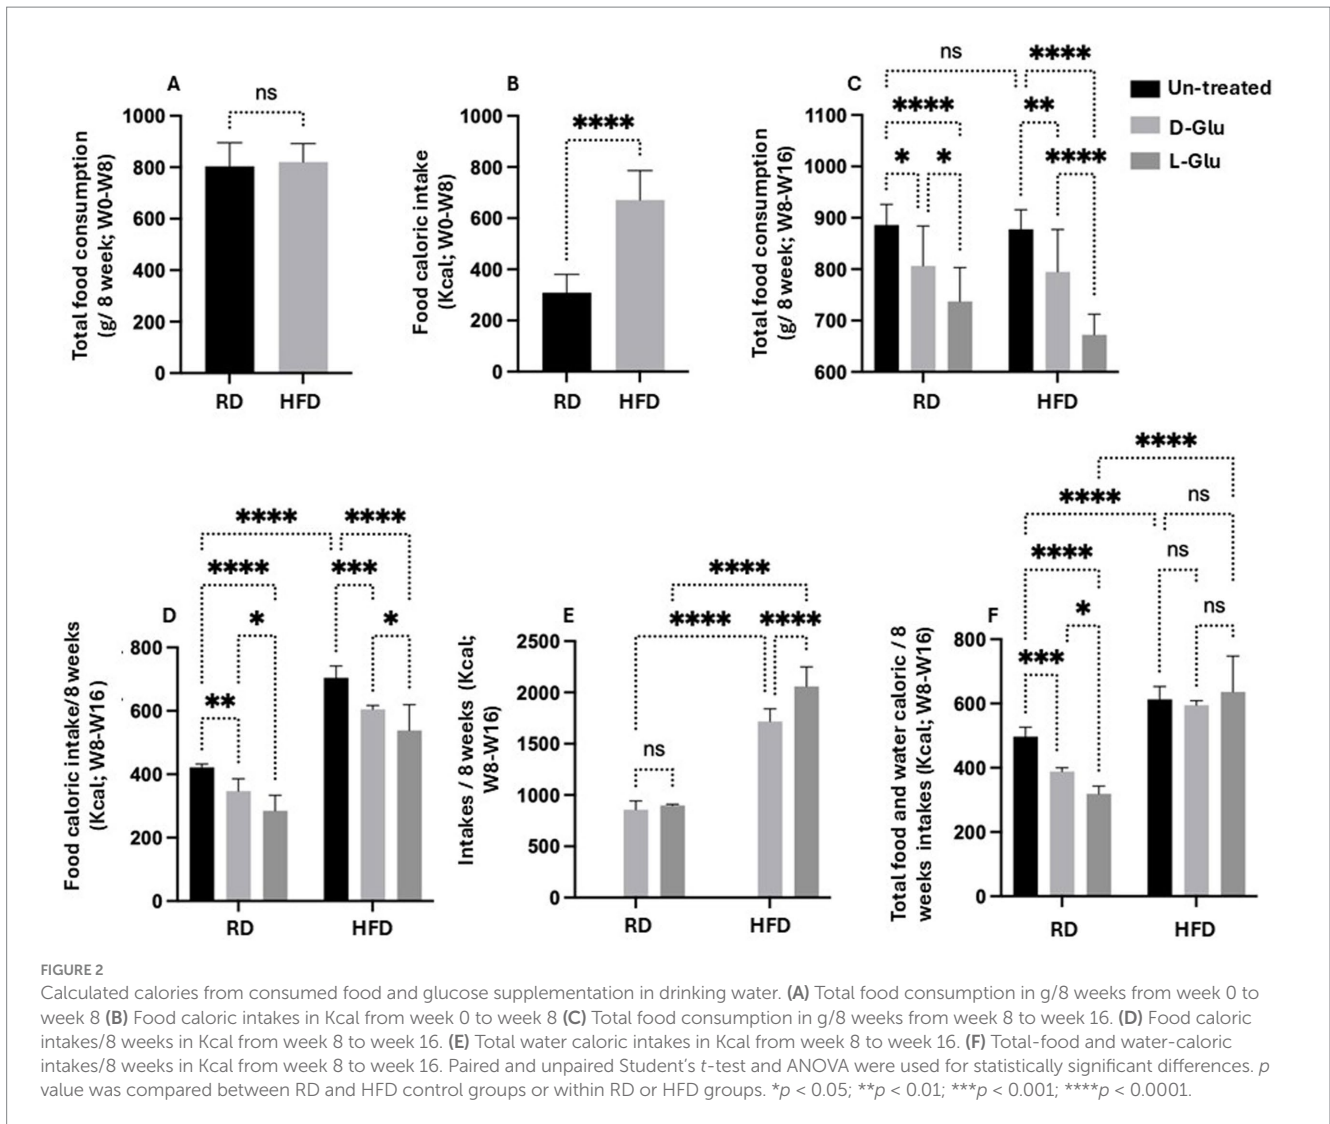 A
ns
Total food consumption
(g/ 8 week; W0-W8)
1000
800
600
400
200
0
RD HFD
B
****
Food caloric intake
(Kcal; W0-W8)
1000
800
600
400
200
0
RD HFD
C
ns
****
****
**
*
*
****
Total food consumption
(g/ 8 week; W8-W16)
1100
1000
900
800
700
600
RD HFD
Un-treated
D-Glu
L-Glu
D
****
****
****
***
*
*
**
Food caloric intake/8 weeks
(Kcal; W8-W16 )
800
600
400
200
0
RD HFD
E
****
****
****
ns
Intakes / 8 weeks (Kcal;
W8-W16)
2500
2000
1500
1000
500
0
RD HFD
F
****
****
ns
****
ns
*
ns
***
Total food and water caloric / 8
weeks intakes (Kcal; W8-W16)
800
600
400
200
0
RD HFD
FIGURE 2
Calculated calories from consumed food and glucose supplementation in drinking water. (A) Total food consumption in g/8 weeks from week 0 to
week 8 (B) Food caloric intakes in Kcal from week 0 to week 8 (C) Total food consumption in g/8 weeks from week 8 to week 16. (D) Food caloric
intakes/8 weeks in Kcal from week 8 to week 16. (E) Total water caloric intakes in Kcal from week 8 to week 16. (F) Total-food and water-caloric
intakes/8 weeks in Kcal from week 8 to week 16. Paired and unpaired Student’s t-test and ANOVA were used for statistically significant differences. p
value was compared between RD and HFD control groups or within RD or HFD groups. *p < 0.05; **p < 0.01; ***p < 0.001; ****p < 0.0001.